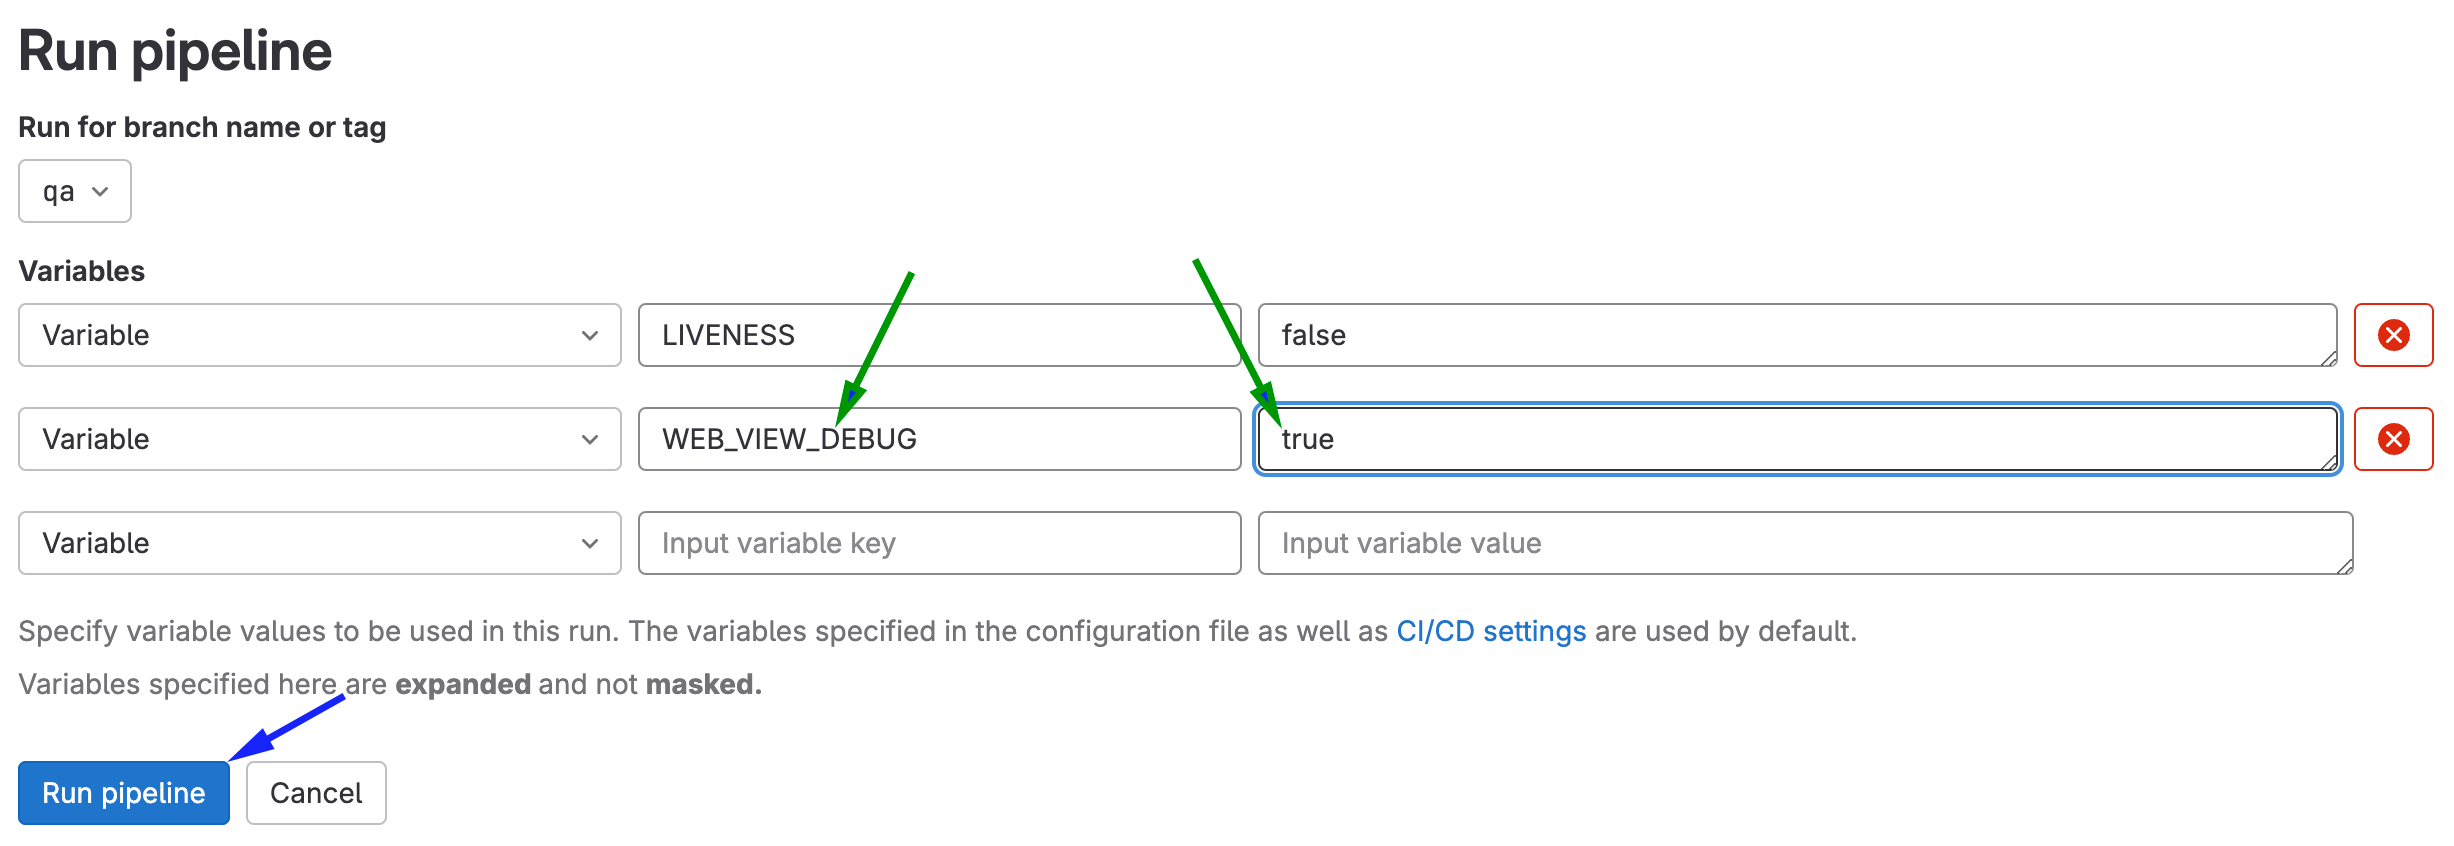 Run pipeline
Run for branch name or tag
qa
Variables
Variable LIVENESS false
Variable WEB_VIEW_DEBUG true
Variable Input variable key Input variable value
Specify variable values to be used in this run. The variables specified in the configuration file as well as CI/CD settings are used by default.
Variables specified here are expanded and not masked.
Run pipeline Cancel